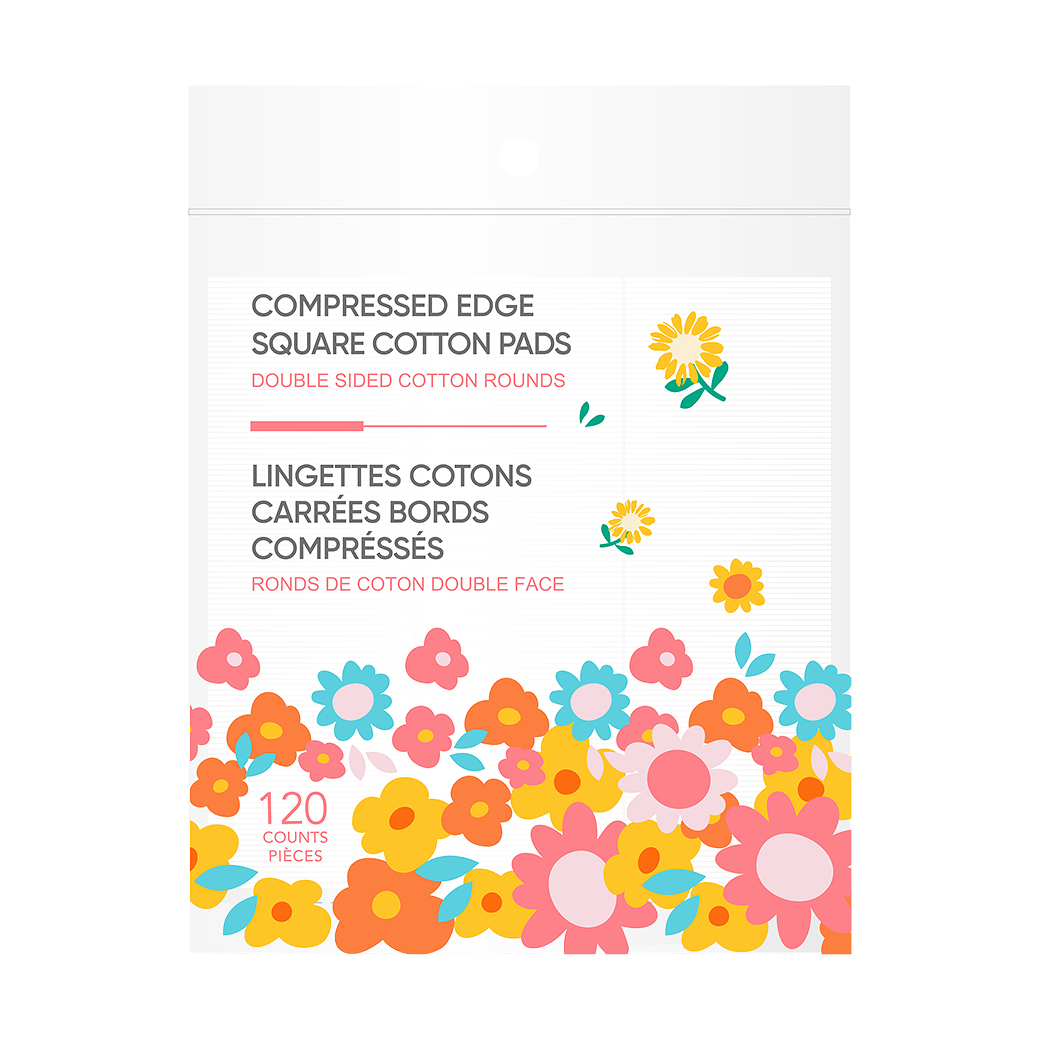 COMPRESSED EDGE
SQUARE COTTON PADS
DOUBLE SIDED COTTON ROUNDS
LINGETTES COTONS
CARRÉES BORDS
COMPRÉSSÉS
RONDS DE COTON DOUBLE FACE
120
COUNTS
PIÈCES